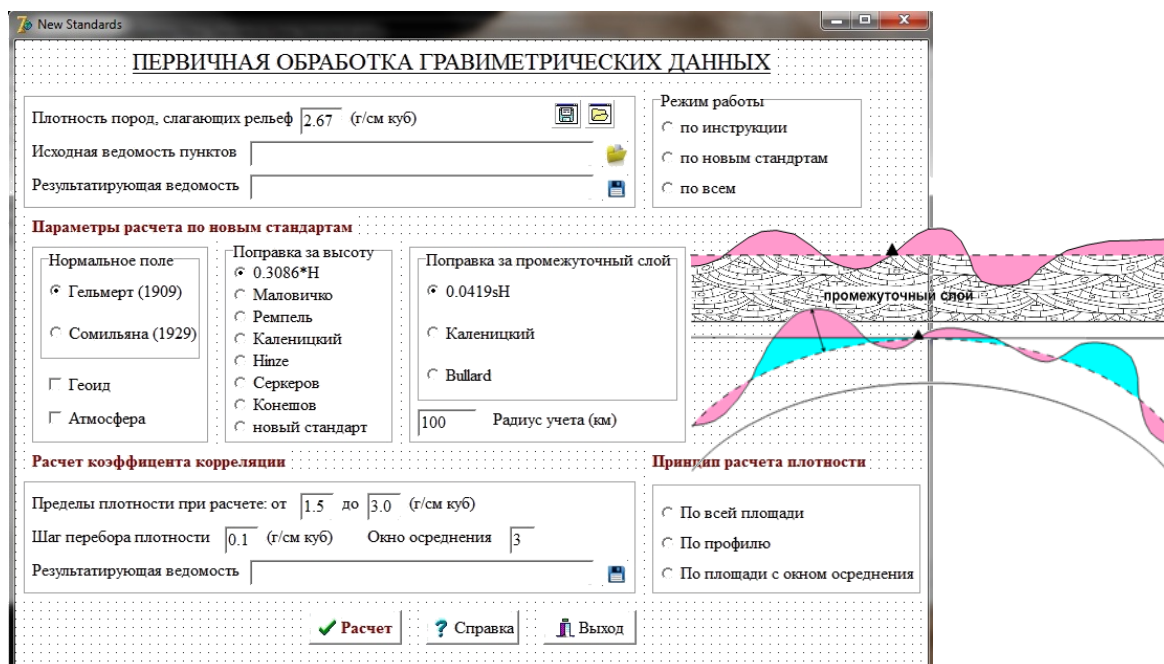 New Standards
ПЕРВИЧНАЯ ОБРАБОТКА ГРАВИМЕТРИЧЕСКИХ ДАННЫХ
Плотность пород, слагающих рельеф 2.67 (г/см куб)
Исходная ведомость пунктов
Результатирующая ведомость
Режим работы
по инструкции
по новым стандртам
по всем
Параметры расчета по новым стандартам
Нормальное поле
Гельмерт (1909)
Сомильяна (1929)
Геоид
Атмосфера
Поправка за высоту
0.3086*H
Маловичко
Ремпель
Каленицкий
Hinze
Серкеров
Конешов
новый стандарт
Поправка за промежуточный слой
0.0419sH
Каленицкий
Bullard
100 Радиус учета (км)
промежуточный слой
Расчет коэффицента корреляции
Пределы плотности при расчете: от 1.5 до 3.0 (г/см куб)
Шаг перебора плотности 0.1 (г/см куб) Окно осреднения 3
Результатирующая ведомость
Принцип расчета плотности
По всей площади
По профилю
По площади с окном осреднения
Расчет
Справка
Выход